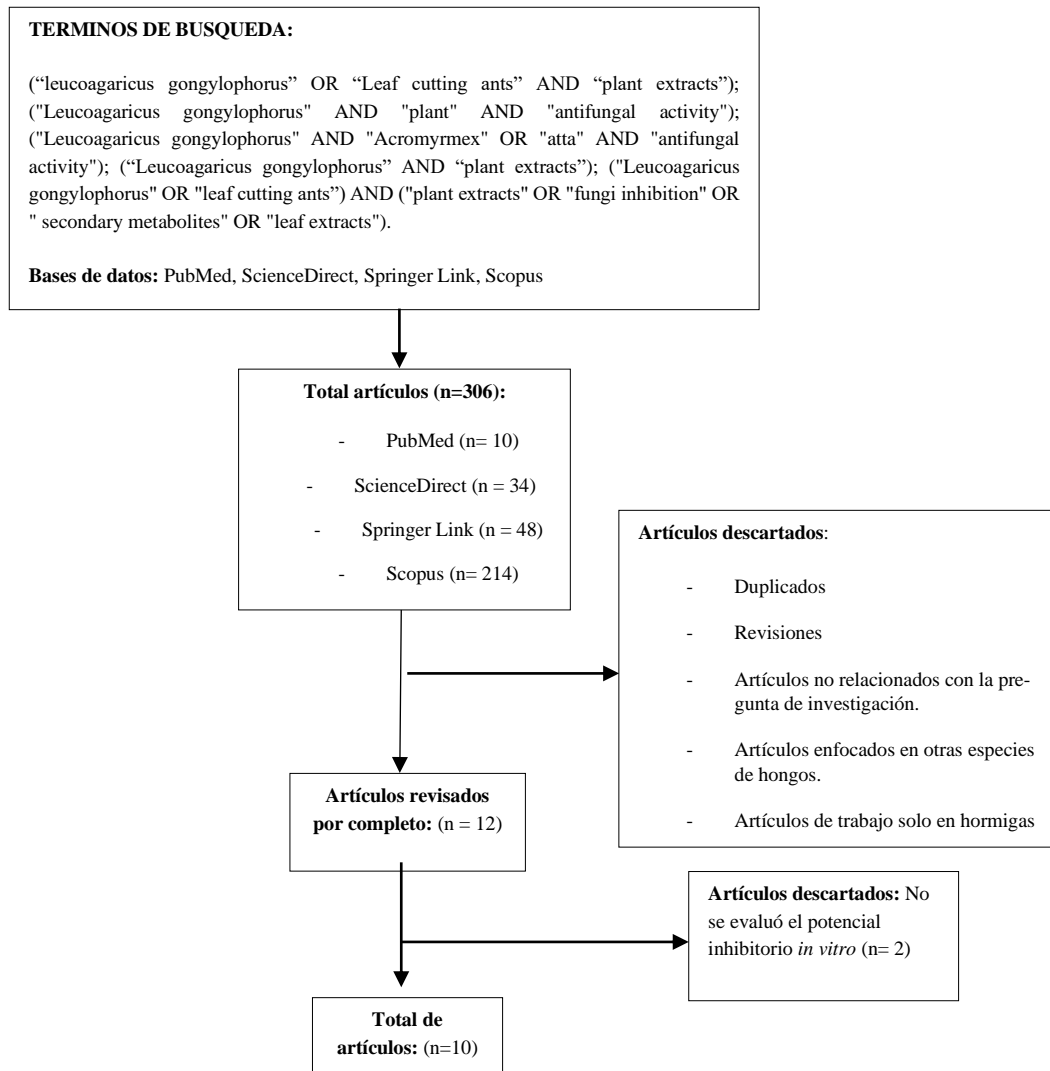 TERMINOS DE BUSQUEDA:
(“leucoagaricus gongylophorus” OR “Leaf cutting ants” AND “plant extracts”);
("Leucoagaricus gongylophorus" AND "plant" AND "antifungal activity");
("Leucoagaricus gongylophorus" AND "Acromyrmex" OR "atta" AND "antifungal
activity"); (“Leucoagaricus gongylophorus” AND “plant extracts”); ("Leucoagaricus
gongylophorus" OR "leaf cutting ants”) AND ("plant extracts" OR "fungi inhibition" OR
" secondary metabolites" OR "leaf extracts").
Bases de datos: PubMed, ScienceDirect, Springer Link, Scopus
Total artículos (n=306):
- PubMed (n= 10)
- ScienceDirect (n = 34)
- Springer Link (n = 48)
- Scopus (n= 214)
Artículos descartados:
- Duplicados
- Revisiones
- Artículos no relacionados con la pre-
gunta de investigación.
- Artículos enfocados en otras especies
de hongos.
- Artículos de trabajo solo en hormigas
Artículos revisados
por completo: (n = 12)
Artículos descartados: No
se evaluó el potencial
inhibitorio in vitro (n= 2)
Total de
artículos: (n=10)